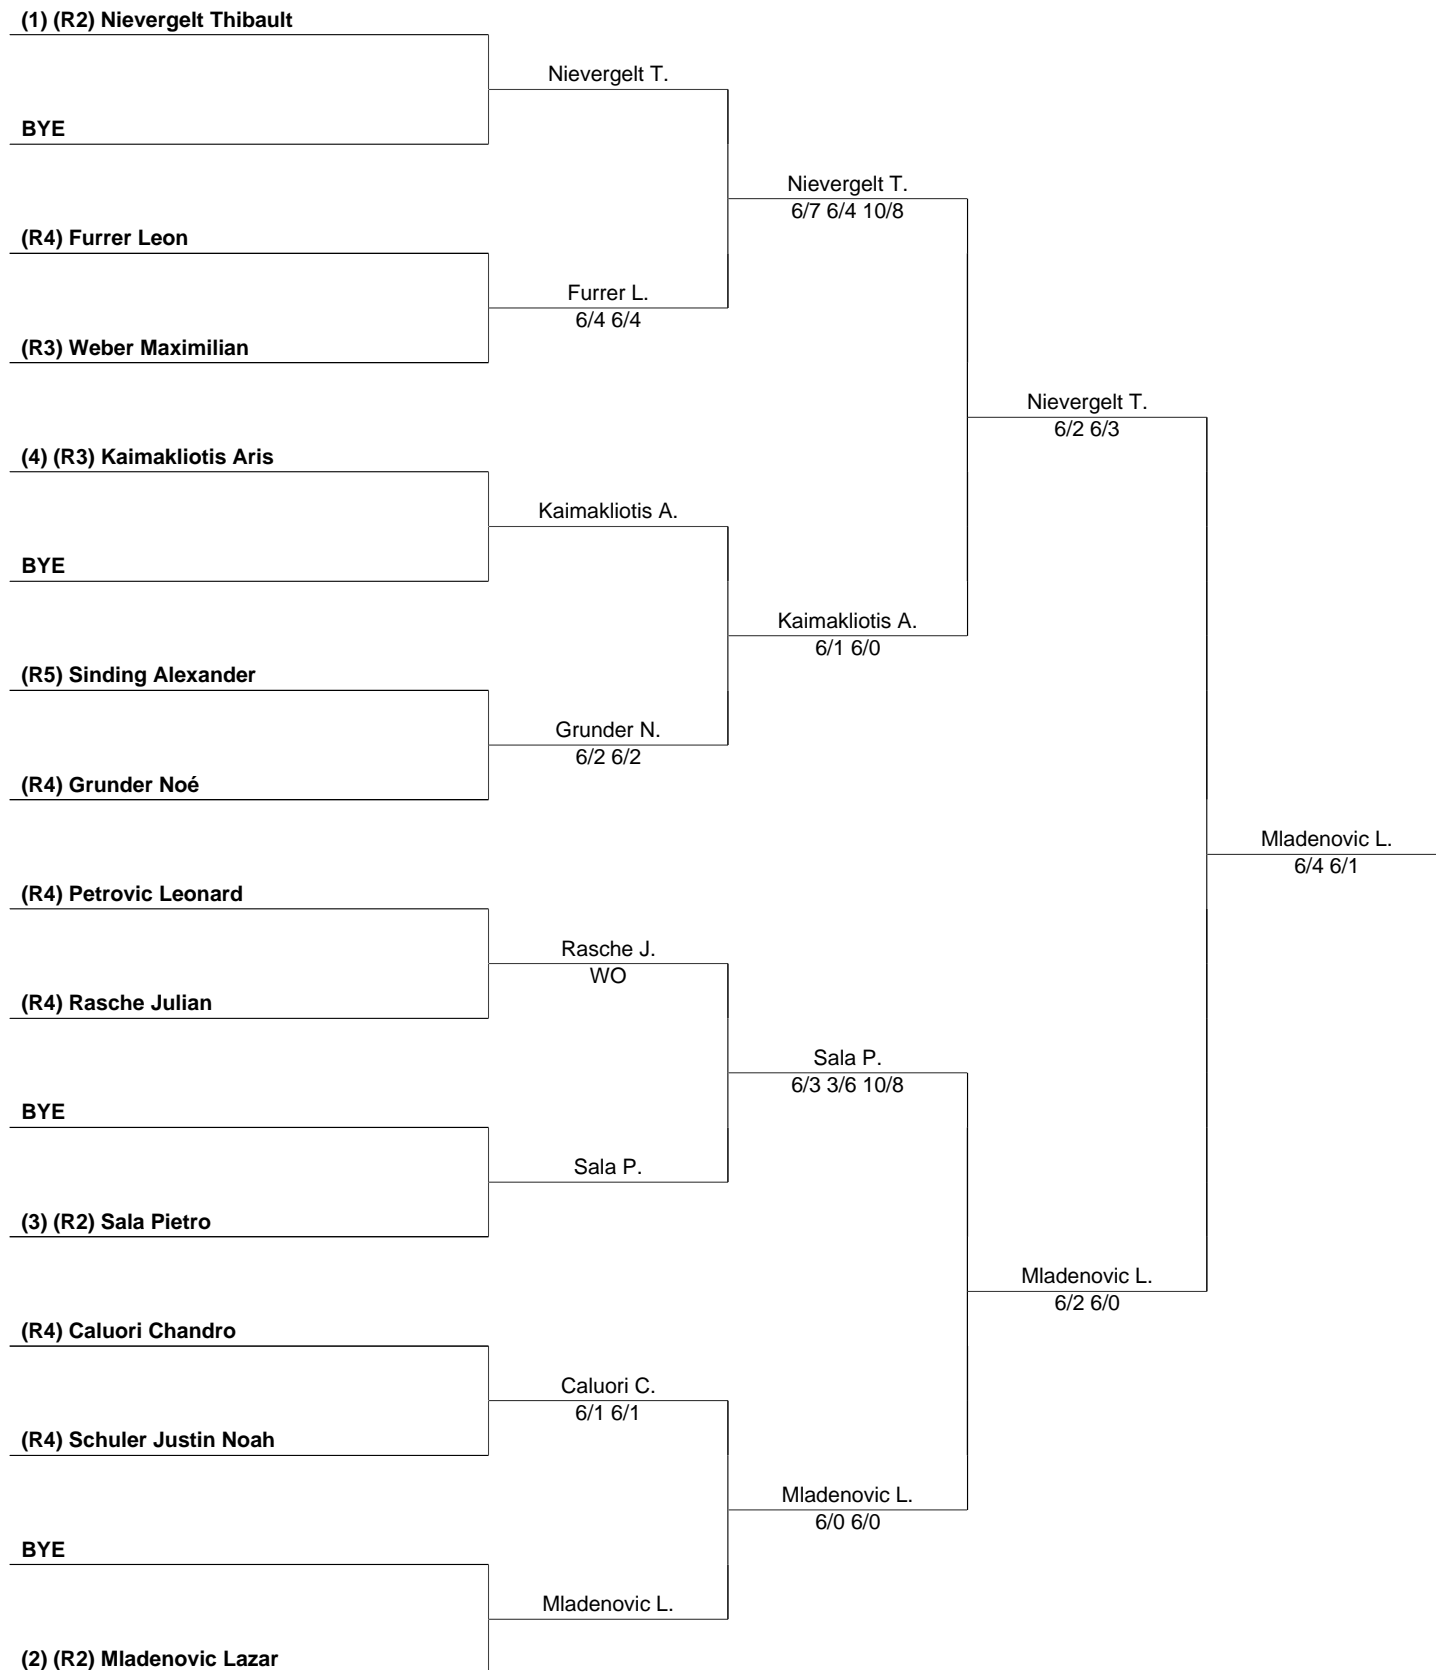 (1) (R2) Nievergelt Thibault
Nievergelt T.
BYE
Nievergelt T.
6/7 6/4 10/8
(R4) Furrer Leon
Furrer L.
6/4 6/4
(R3) Weber Maximilian
Nievergelt T.
6/2 6/3
(4) (R3) Kaimakliotis Aris
Kaimakliotis A.
BYE
Kaimakliotis A.
6/1 6/0
(R5) Sinding Alexander
Grunder N.
6/2 6/2
(R4) Grunder Noé
Mladenovic L.
6/4 6/1
(R4) Petrovic Leonard
Rasche J.
WO
(R4) Rasche Julian
Sala P.
6/3 3/6 10/8
BYE
Sala P.
(3) (R2) Sala Pietro
Mladenovic L.
6/2 6/0
(R4) Caluori Chandro
Caluori C.
6/1 6/1
(R4) Schuler Justin Noah
Mladenovic L.
6/0 6/0
BYE
Mladenovic L.
(2) (R2) Mladenovic Lazar